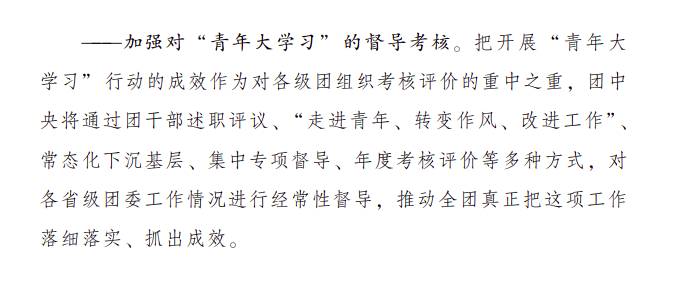 ——加强对“青年大学习”的督导考核。把开展“青年大
学习”行动的成效作为对各级团组织考核评价的重中之重，团中
央将通过团干部述职评议、“走进青年、转变作风、改进工作”、
常态化下沉基层、集中专项督导、年度考核评价等多种方式，对
各省级团委工作情况进行经常性督导，推动全团真正把这项工作
落细落实、抓出成效。